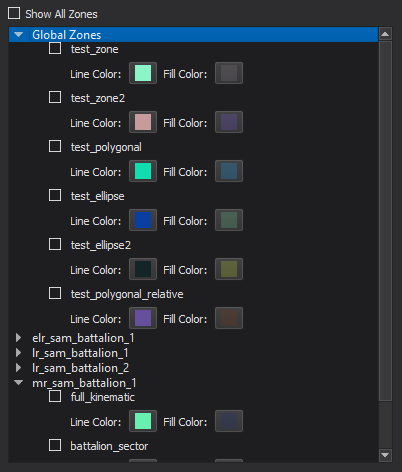 Show All Zones
Global Zones
test_zone
Line Color: Fill Color:
test_zone2
Line Color: Fill Color:
test_polygonal
Line Color: Fill Color:
test_ellipse
Line Color: Fill Color:
test_ellipse2
Line Color: Fill Color:
test_polygonal_relative
Line Color: Fill Color:
elr_sam_battalion_1
lr_sam_battalion_1
lr_sam_battalion_2
mr_sam_battalion_1
full_kinematic
Line Color: Fill Color:
battalion_sector